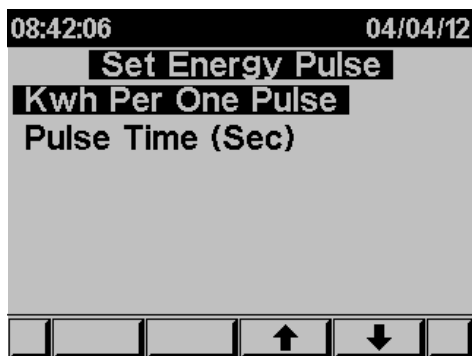 08:42:06 04/04/12
Set Energy Pulse
Kwh Per One Pulse
Pulse Time (Sec)